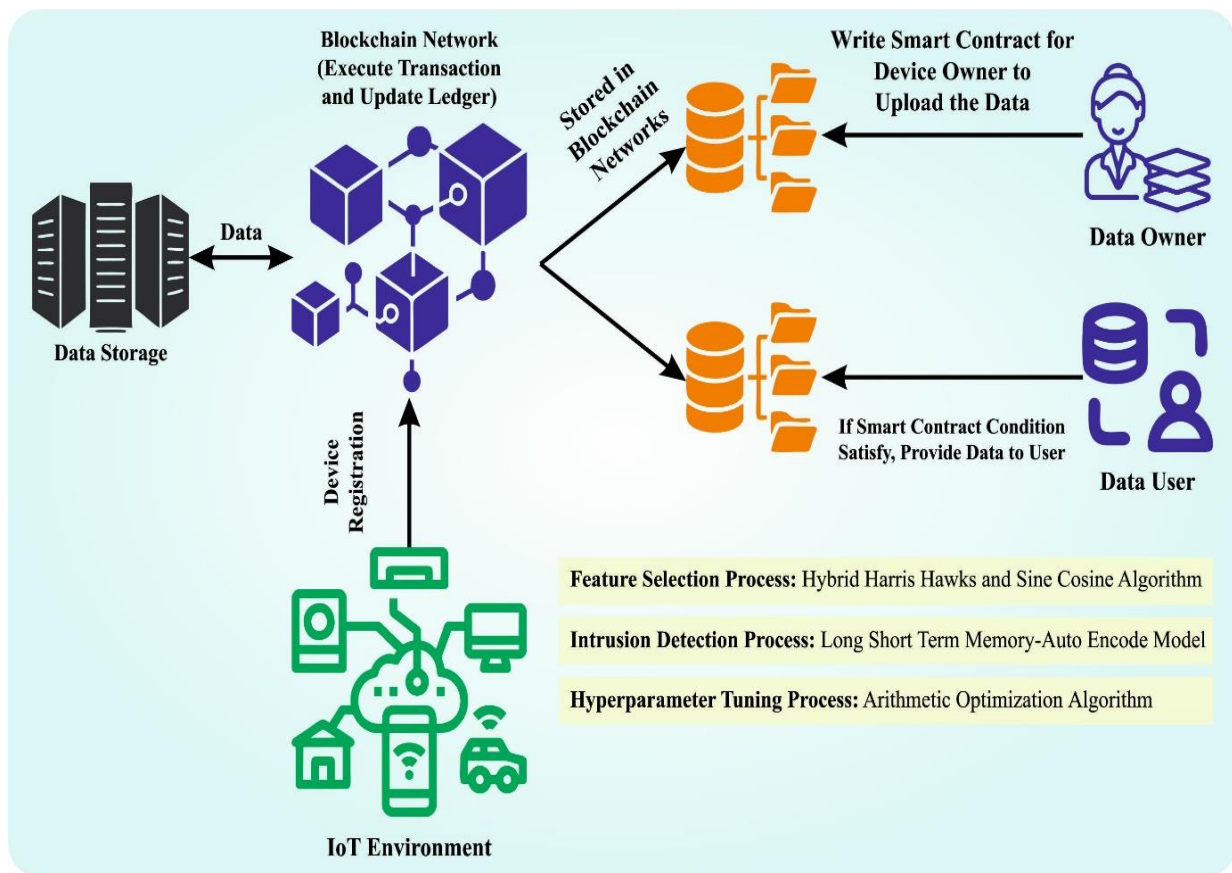 Blockchain Network
(Execute Transaction
and Update Ledger)
Stored in
Blockchain
Networks
Write Smart Contract for
Device Owner to
Upload the Data
Data
Data Storage
Data Owner
Device
Registration
If Smart Contract Condition
Satisfy, Provide Data to User
Data User
Feature Selection Process: Hybrid Harris Hawks and Sine Cosine Algorithm
Intrusion Detection Process: Long Short Term Memory-Auto Encode Model
Hyperparameter Tuning Process: Arithmetic Optimization Algorithm
IoT Environment